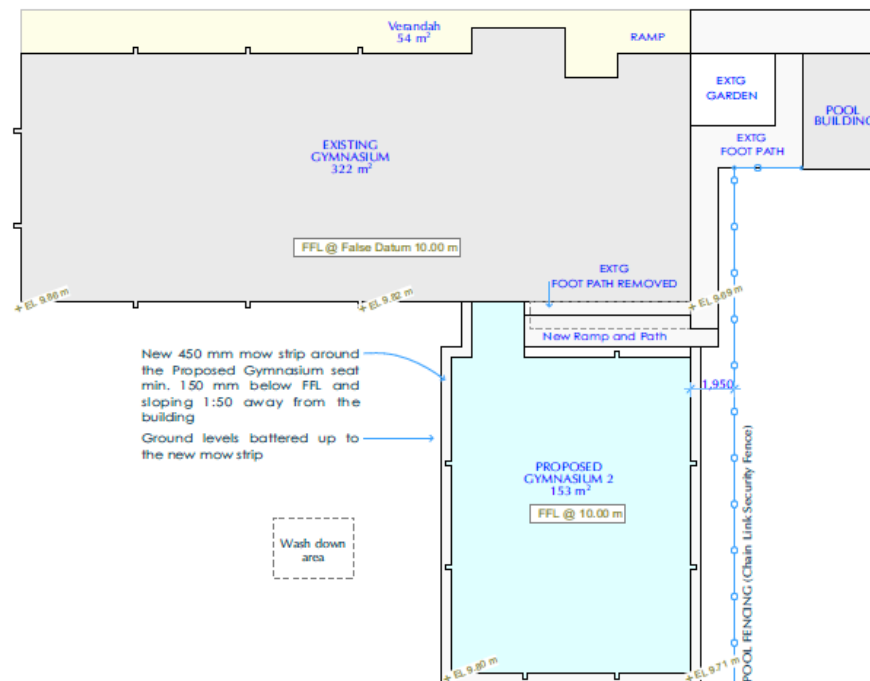 Verandah
54 m²
RAMP
EXTG
GARDEN
POOL
BUILDING
EXTG
FOOT PATH
EXISTING
GYMNASIUM
322 m²
FFL @ False Datum 10.00 m
EXTG
FOOT PATH REMOVED
EL 9.86 m
EL 9.82 m
EL 9.69 m
New Ramp and Path
New 450 mm mow strip around
the Proposed Gymnasium seat
min. 150 mm below FFL and
sloping 1:50 away from the
building
Ground levels battered up to
the new mow strip
1,950
PROPOSED
GYMNASIUM 2
153 m²
FFL @ 10.00 m
Wash down
area
POOL FENCING (Chain Link Security Fence)
EL 9.80 m
EL 9.71 m